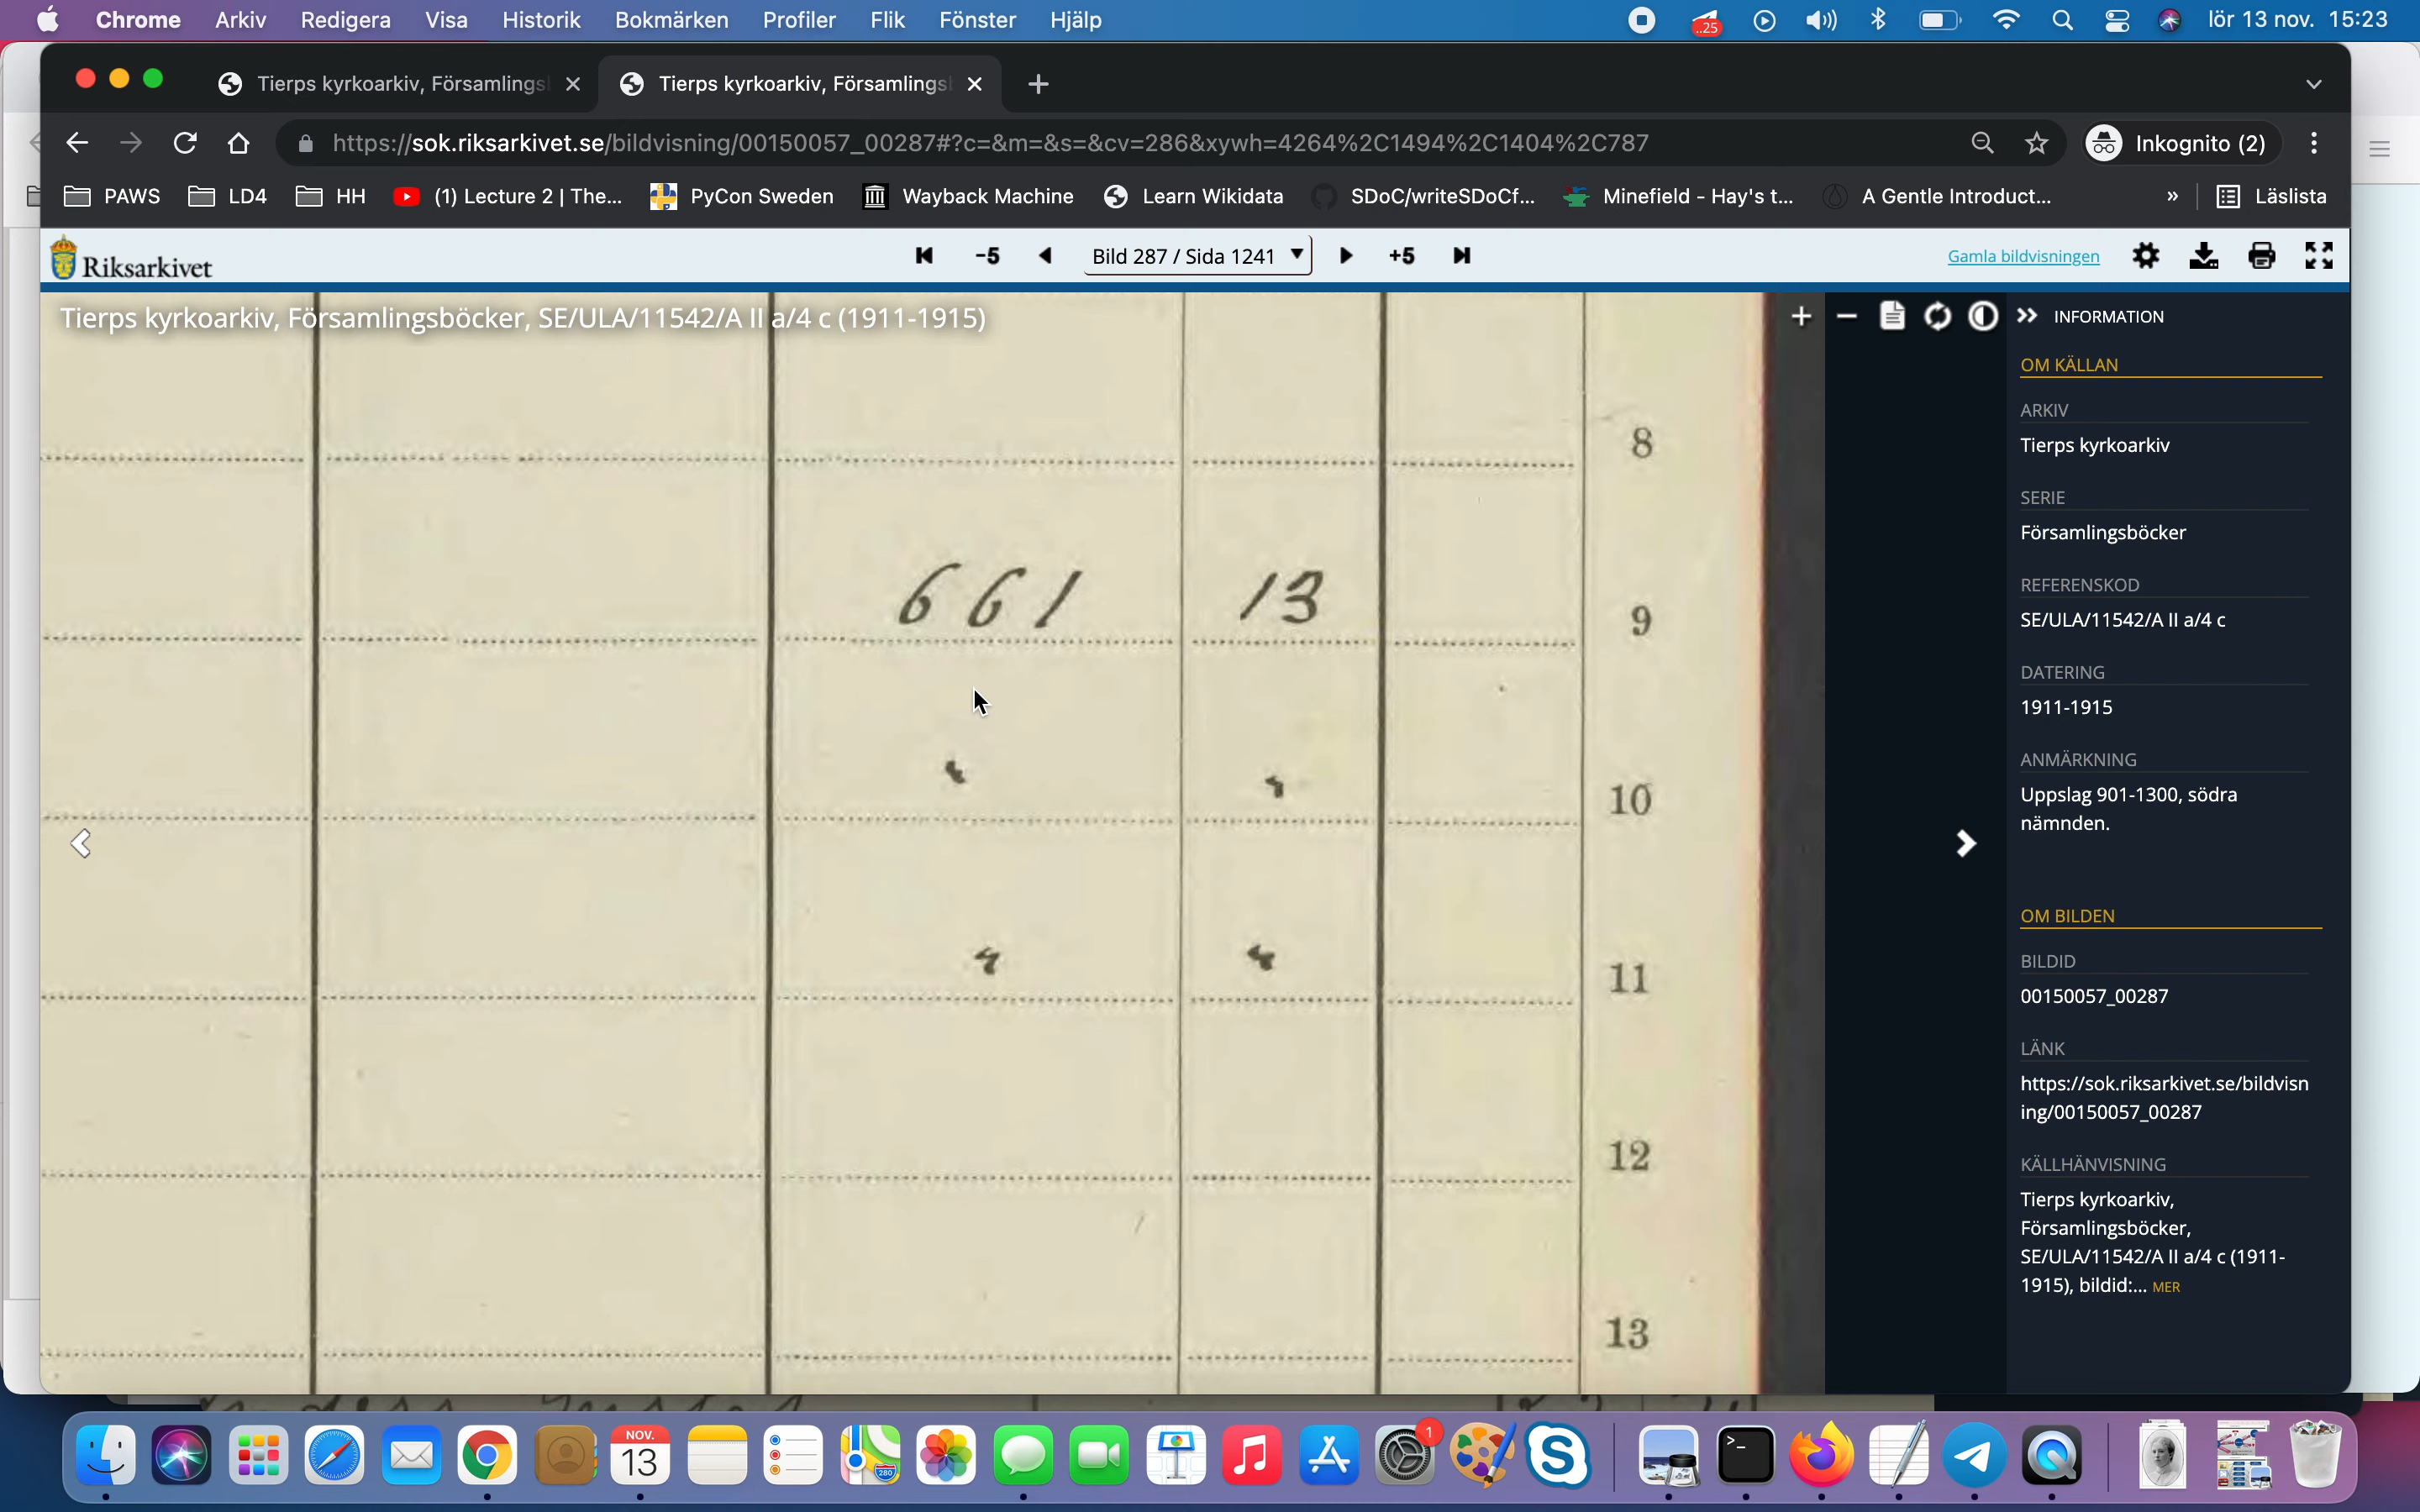 Chrome Arkiv Redigera Visa Historik Bokmärken Profiler Flik Fönster Hjälp
..25
lör 13 nov. 15:23
Tierps kyrkoarkiv, Församlings
Tierps kyrkoarkiv, Församlings
https://sok.riksarkivet.se/bildvisning/00150057_00287#?c=&m=&s=&cv=286&xywh=4264%2C1494%2C1404%2C787
Inkognito (2)
PAWS LD4 HH (1) Lecture 2 | The... PyCon Sweden Wayback Machine Learn Wikidata SDoC/writeSDoCf... Minefield - Hay's t... A Gentle Introduct... » Läslista
Riksarkivet
-5 Bild 287 / Sida 1241 +5
Gamla bildvisningen
Tierps kyrkoarkiv, Församlingsböcker, SE/ULA/11542/A II a/4 c (1911-1915)
8
661 13 9
10
11
12
13
INFORMATION
OM KÄLLAN
ARKIV
Tierps kyrkoarkiv
SERIE
Församlingsböcker
REFERENSKOD
SE/ULA/11542/A II a/4 c
DATERING
1911-1915
ANMÄRKNING
Uppslag 901-1300, södra
nämnden.
OM BILDEN
BILDID
00150057_00287
LÄNK
https://sok.riksarkivet.se/bildvisn
ing/00150057_00287
KÄLLHÄNVISNING
Tierps kyrkoarkiv,
Församlingsböcker,
SE/ULA/11542/A II a/4 c (1911-
1915), bildid:... MER
NOV.
13
280
1